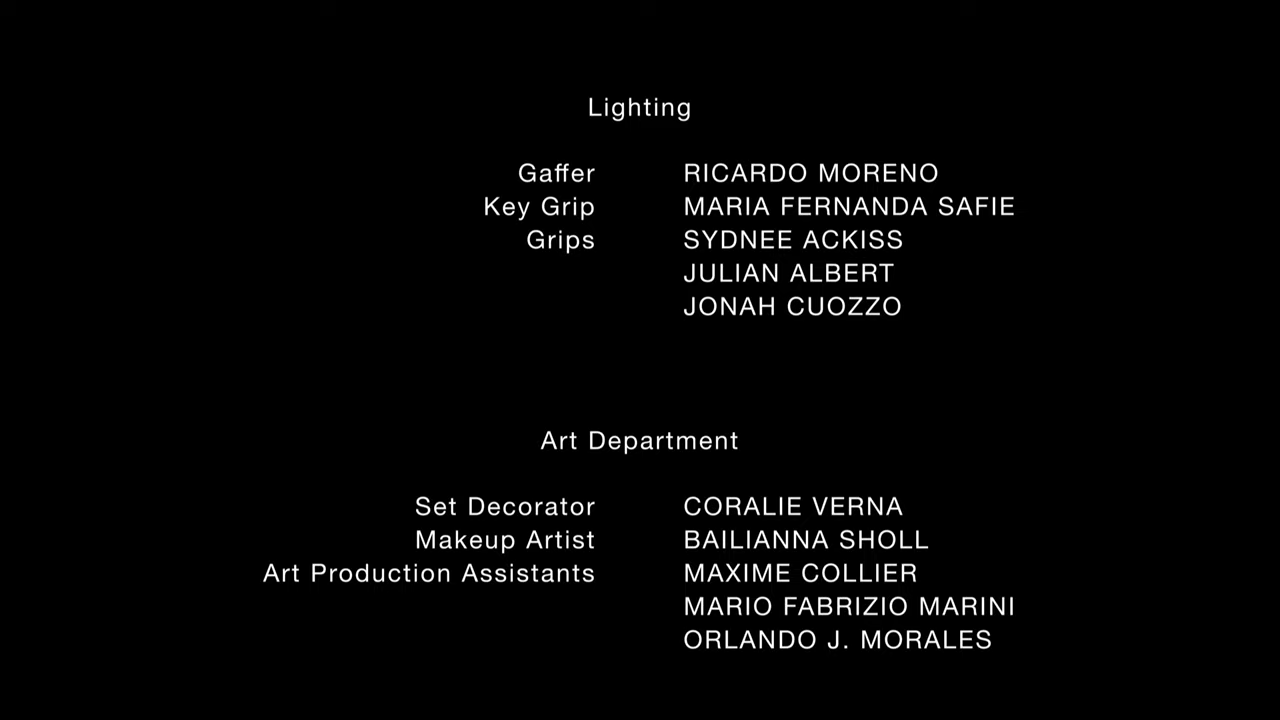 Lighting
Gaffer RICARDO MORENO
Key Grip MARIA FERNANDA SAFIE
Grips SYDNEE ACKISS
JULIAN ALBERT
JONAH CUOZZO
Art Department
Set Decorator CORALIE VERNA
Makeup Artist BAILIANNA SHOLL
Art Production Assistants MAXIME COLLIER
MARIO FABRIZIO MARINI
ORLANDO J. MORALES